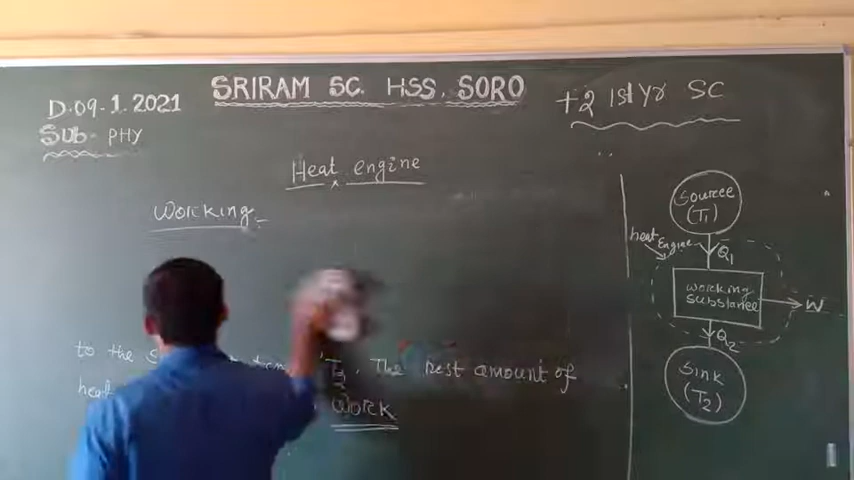 D.09.1.2021
SRIRAM SC. HSS, SORO
+2 1st Yr SC
Sub- PHY
Heat engine
Working
to the
T2. The rest amount of
heat
work
Source
(T1)
heat Engine
Q1
working
substance
W
Q2
Sink
(T2)